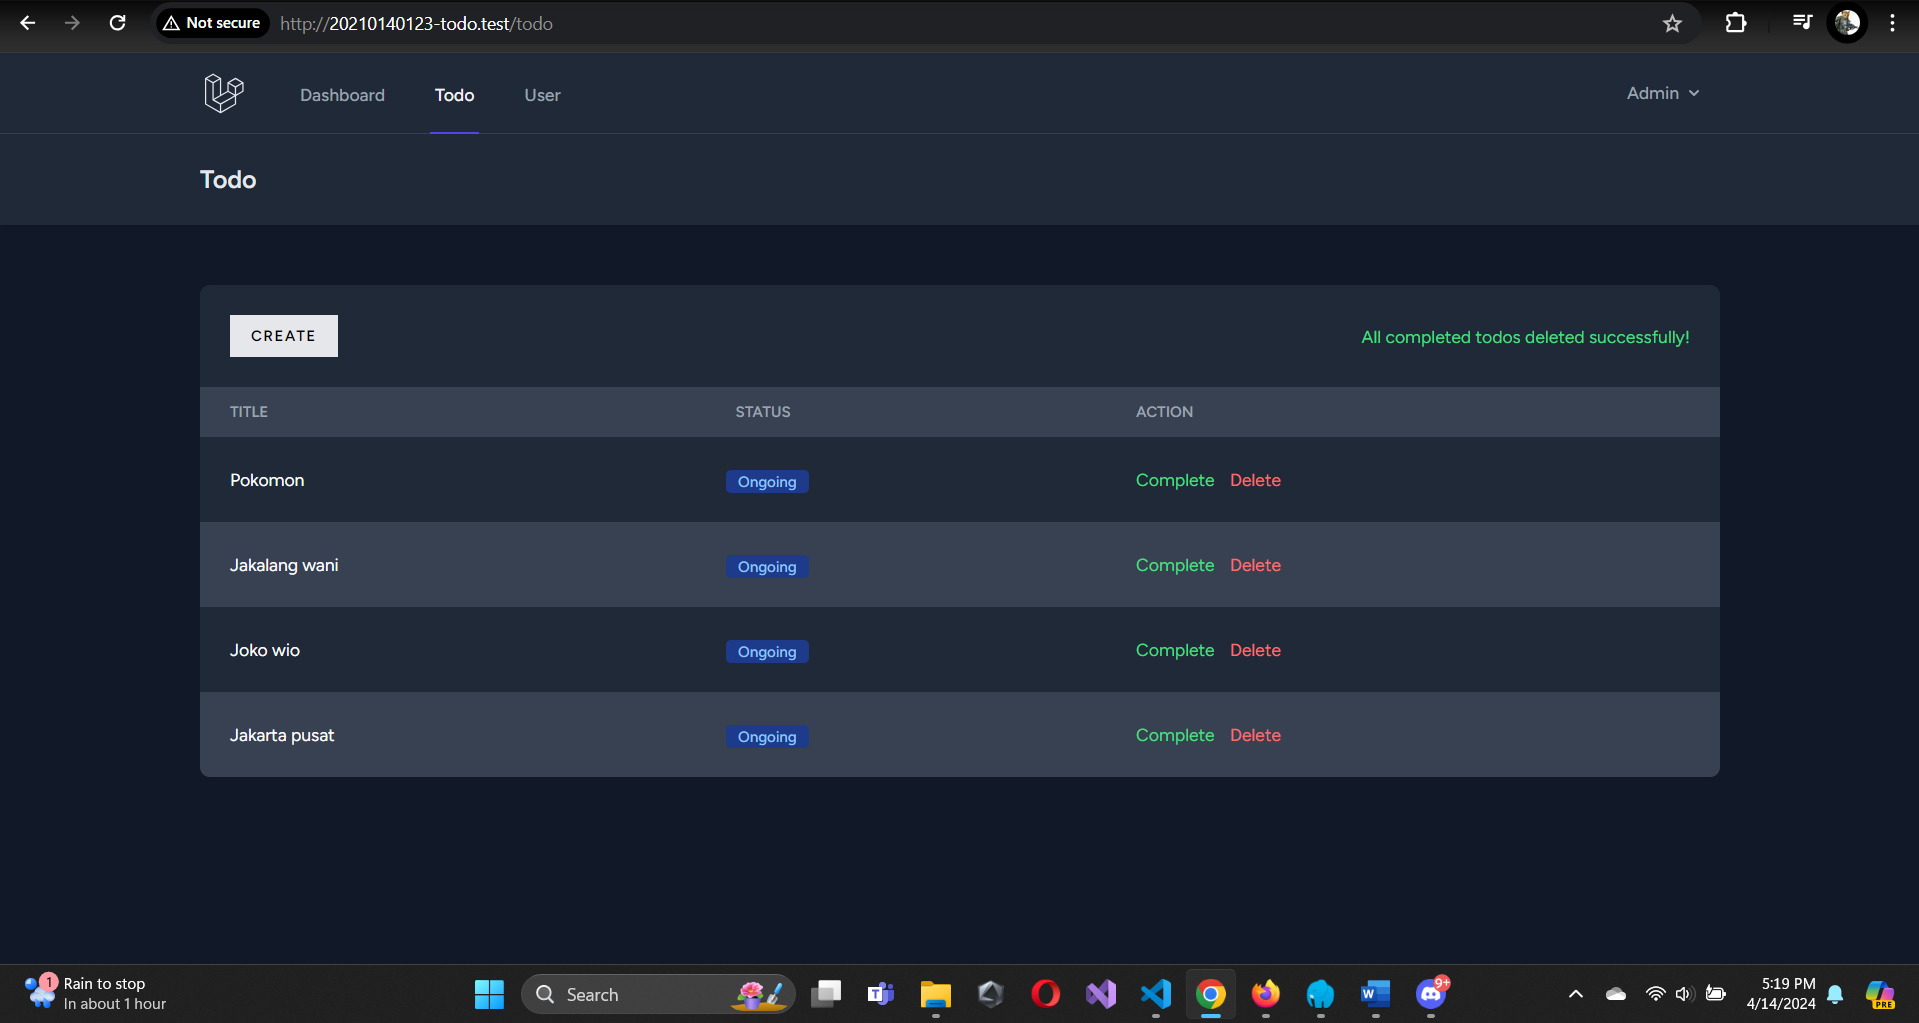 Not secure http://20210140123-todo.test/todo
Dashboard Todo User Admin
Todo
CREATE All completed todos deleted successfully!
TITLE STATUS ACTION
Pokomon Ongoing Complete Delete
Jakalang wani Ongoing Complete Delete
Joko wio Ongoing Complete Delete
Jakarta pusat Ongoing Complete Delete
1 Rain to stop
In about 1 hour
Search
T
W
9+
5:19 PM
4/14/2024
PRE